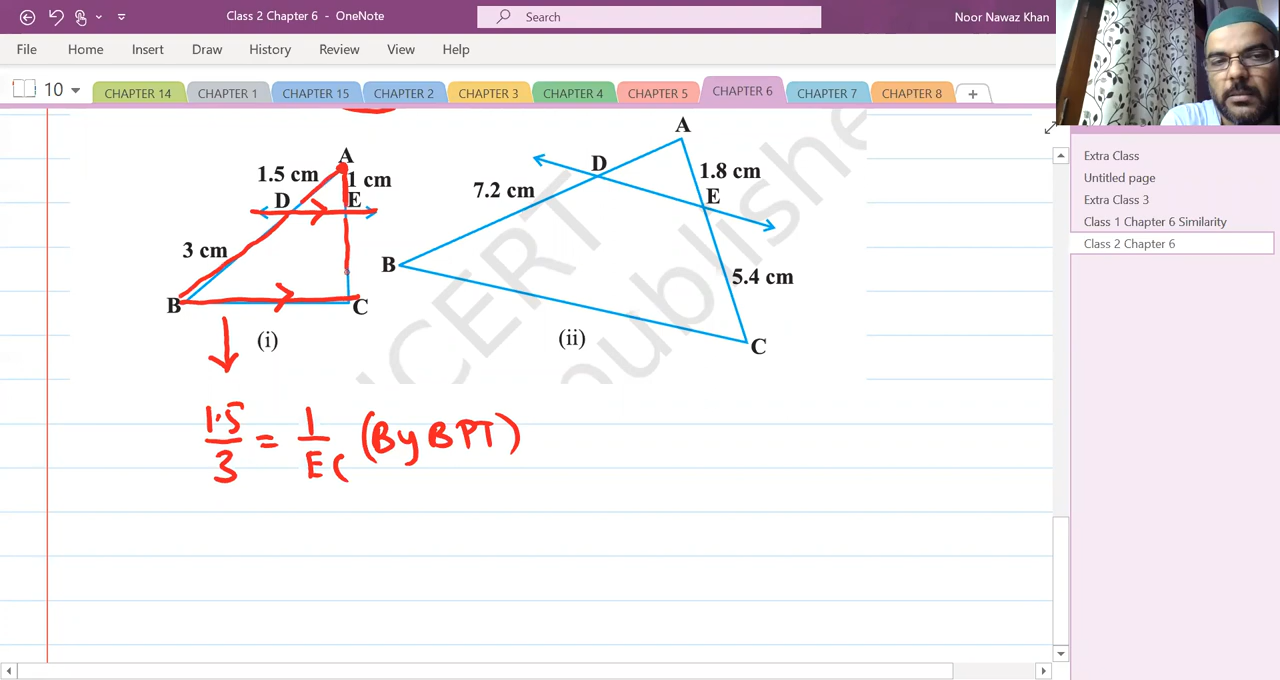 Class 2 Chapter 6 - OneNote
Search
Noor Nawaz Khan
File Home Insert Draw History Review View Help
10 CHAPTER 14 CHAPTER 1 CHAPTER 15 CHAPTER 2 CHAPTER 3 CHAPTER 4 CHAPTER 5 CHAPTER 6 CHAPTER 7 CHAPTER 8 +
Extra Class
Untitled page
Extra Class 3
Class 1 Chapter 6 Similarity
Class 2 Chapter 6
A
1.5 cm 1 cm
D E
3 cm
B C
(i)
A
D 1.8 cm
7.2 cm E
B
5.4 cm
(ii) C
NCERT
publishe
1.5/3 = 1/EC (By BPT)